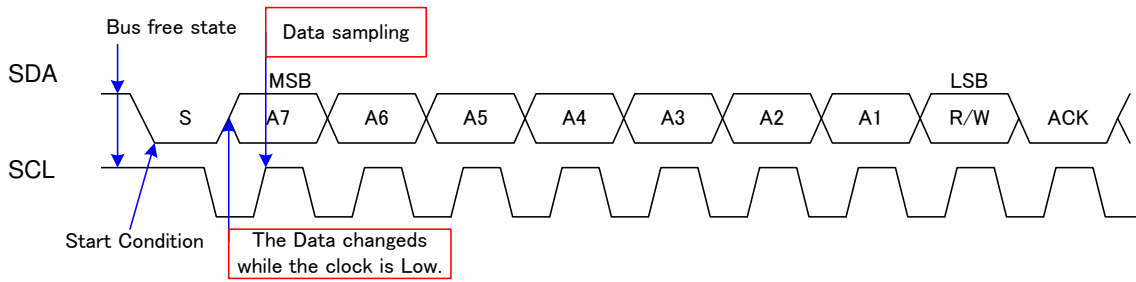 Bus free state
Data sampling
SDA
MSB
LSB
S
A7
A6
A5
A4
A3
A2
A1
R/W
ACK
SCL
Start Condition
The Data changeds
while the clock is Low.